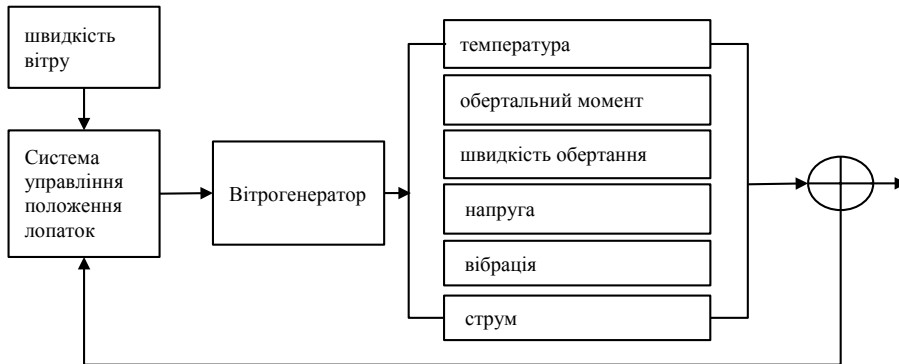 швидкість
вітру
Система
управління
положення
лопаток
Вітрогенератор
температура
обертальний момент
швидкість обертання
напруга
вібрація
струм